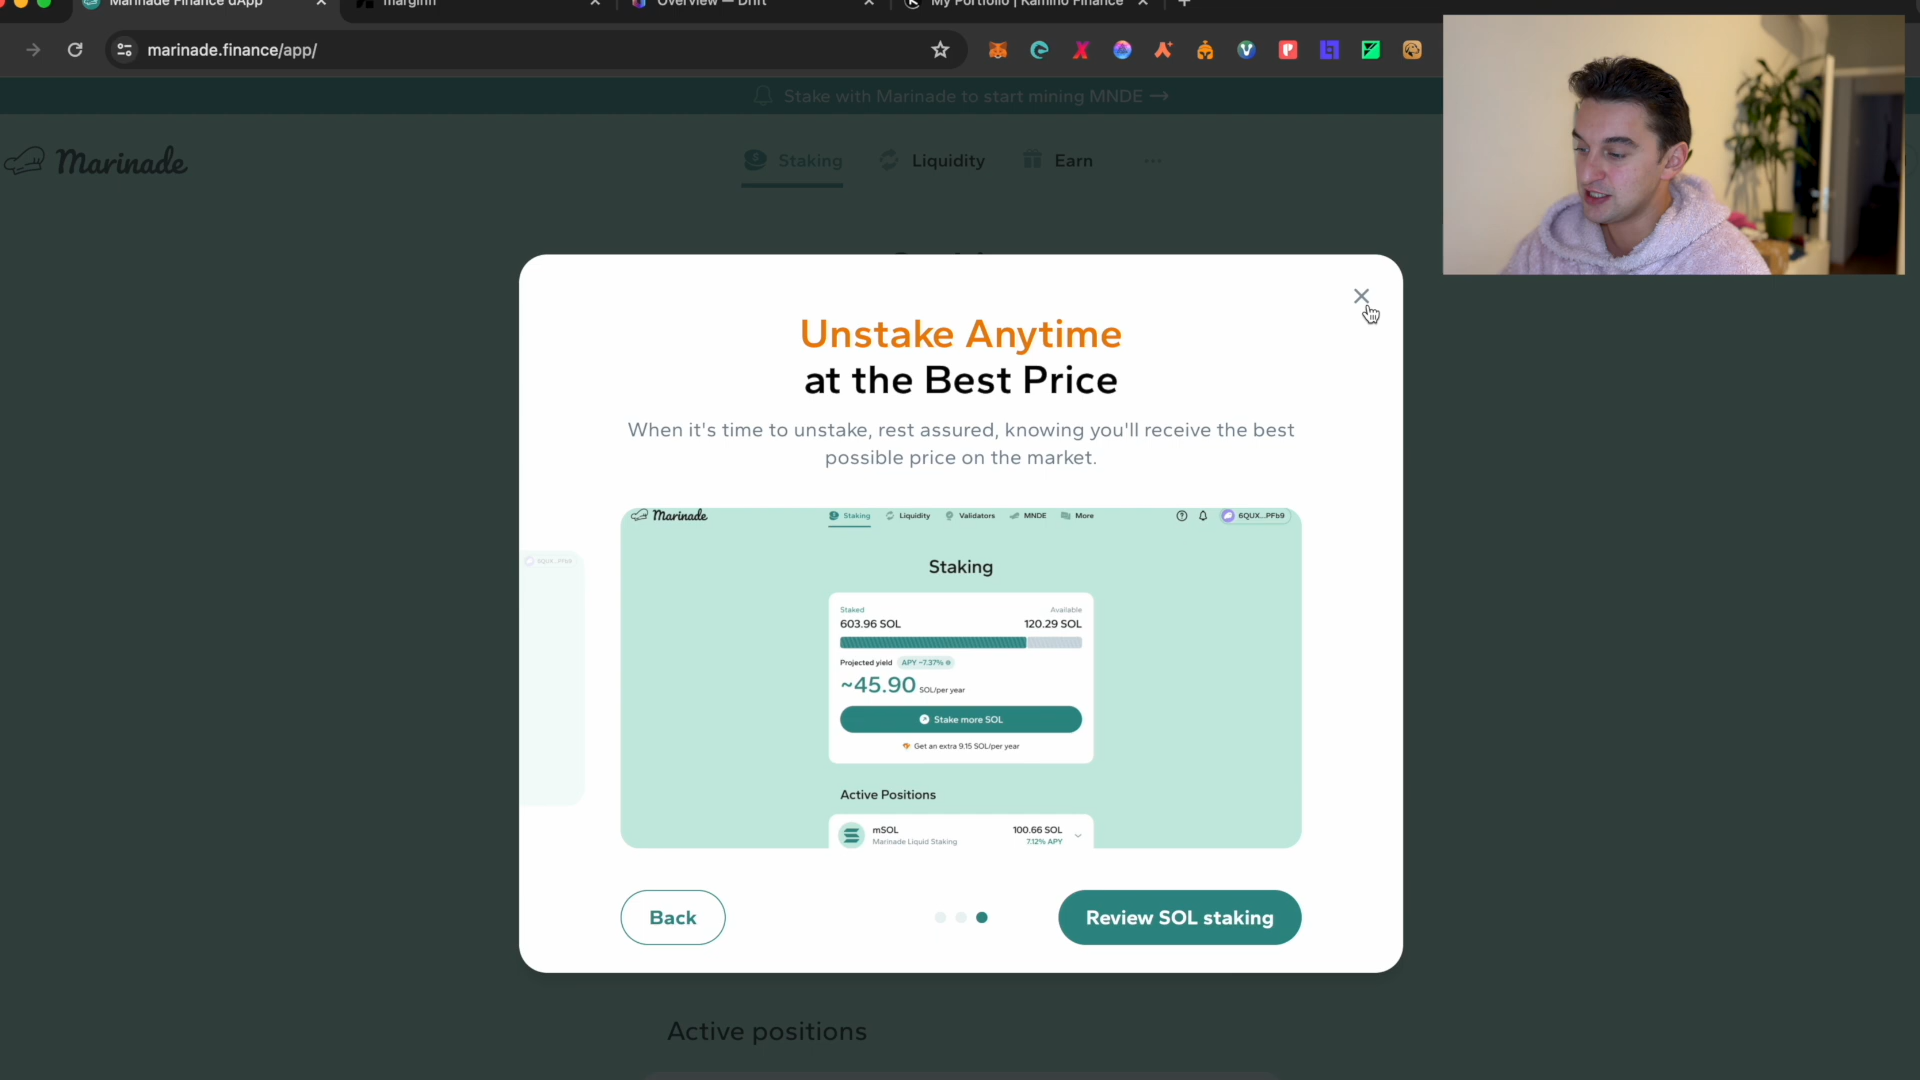 Marinade Finance dApp
marginfi
Overview — Drift
My Portfolio | Kamino Finance
marinade.finance/app/
Stake with Marinade to start mining MNDE →
Marinade
Staking
Liquidity
Earn
Unstake Anytime
at the Best Price
When it's time to unstake, rest assured, knowing you'll receive the best
possible price on the market.
Marinade
Staking
Liquidity
Validators
MNDE
More
6QUX...PFb9
6QUX...PFb9
Staking
Staked
Available
603.96 SOL
120.29 SOL
Projected yield
APY ~7.37%
~45.90 SOL/per year
Stake more SOL
Get an extra 9.15 SOL/per year
Active Positions
mSOL
100.66 SOL
Marinade Liquid Staking
7.12% APY
Back
Review SOL staking
Active positions